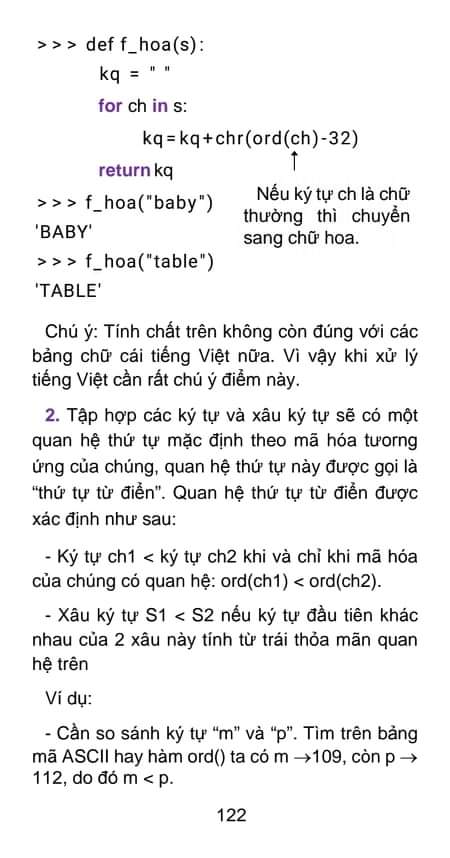 >>> def f_hoa(s):
kq = " "
for ch in s:
kq=kq+chr(ord(ch)-32)
return kq
>>> f_hoa("baby")
'BABY'
>>> f_hoa("table")
'TABLE'
Nếu ký tự ch là chữ
thường thì chuyển
sang chữ hoa.
Chú ý: Tính chất trên không còn đúng với các
bảng chữ cái tiếng Việt nữa. Vì vậy khi xử lý
tiếng Việt cần rất chú ý điểm này.
2. Tập hợp các ký tự và xâu ký tự sẽ có một
quan hệ thứ tự mặc định theo mã hóa tương
ứng của chúng, quan hệ thứ tự này được gọi là
“thứ tự từ điển”. Quan hệ thứ tự từ điển được
xác định như sau:
- Ký tự ch1 < ký tự ch2 khi và chỉ khi mã hóa
của chúng có quan hệ: ord(ch1) < ord(ch2).
- Xâu ký tự S1 < S2 nếu ký tự đầu tiên khác
nhau của 2 xâu này tính từ trái thỏa mãn quan
hệ trên
Ví dụ:
- Cần so sánh ký tự “m” và “p”. Tìm trên bảng
mã ASCII hay hàm ord() ta có m →109, còn p →
112, do đó m < p.
122